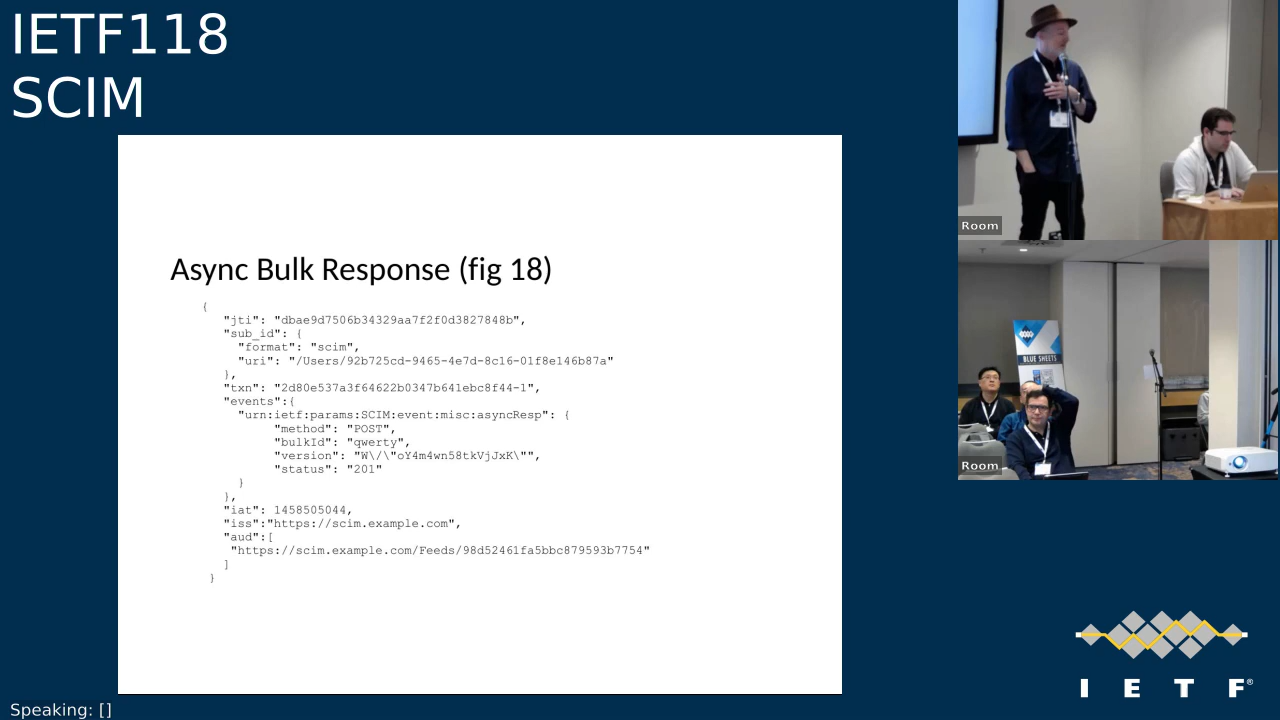 IETF118
SCIM
Async Bulk Response (fig 18)
{
"jti": "dbae9d7506b34329aa7f2f0d3827848b",
"sub_id": {
"format": "scim",
"uri": "/Users/92b725cd-9465-4e7d-8c16-01f8e146b87a"
},
"txn": "2d80e537a3f64622b0347b641ebc8f44-1",
"events":{
"urn:ietf:params:SCIM:event:misc:asyncResp": {
"method": "POST",
"bulkId": "qwerty",
"version": "W\/\"oY4m4wn58tkVjJxK\"",
"status": "201"
}
},
"iat": 1458505044,
"iss":"https://scim.example.com",
"aud":[
"https://scim.example.com/Feeds/98d52461fa5bbc879593b7754"
]
}
Room
BLUE SHEETS
Room
IETF®
Speaking: []